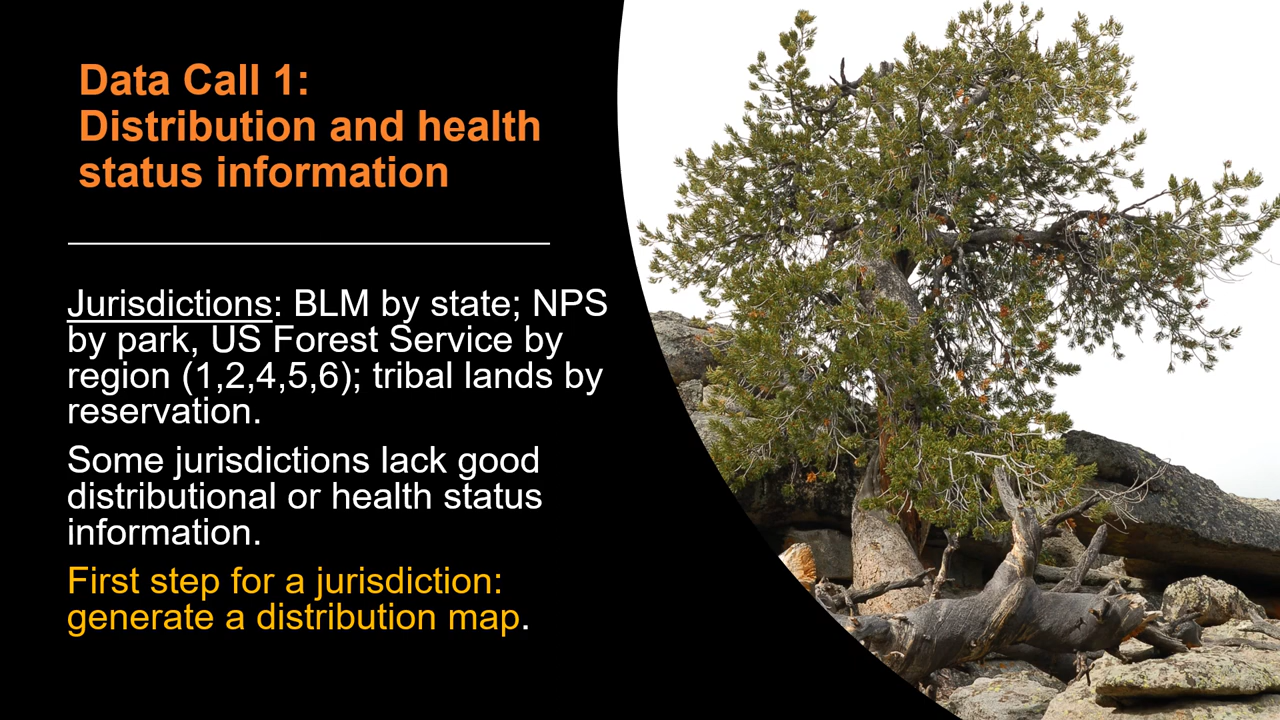 Data Call 1:
Distribution and health
status information
Jurisdictions: BLM by state; NPS
by park, US Forest Service by
region (1,2,4,5,6); tribal lands by
reservation.
Some jurisdictions lack good
distributional or health status
information.
First step for a jurisdiction:
generate a distribution map.